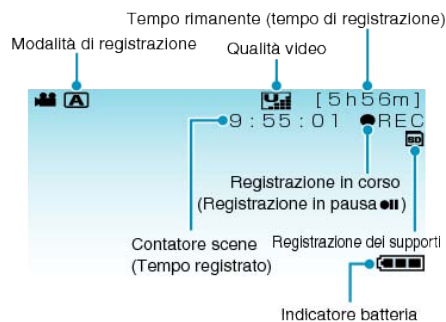 Tempo rimanente (tempo di registrazione)
Modalità di registrazione
Qualità video
A
[5h56m]
9:55:01 ●REC
SD
Registrazione in corso
(Registrazione in pausa ●II)
Contatore scene
(Tempo registrato)
Registrazione dei supporti
Indicatore batteria